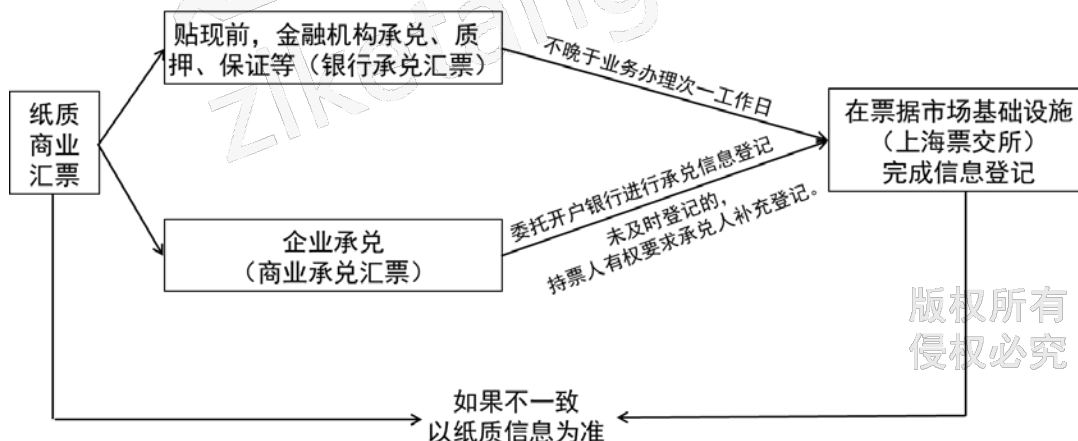 贴现前，金融机构承兑、质
押、保证等（银行承兑汇票）
不晚于业务办理次一工作日
纸质
商业
汇票
在票据市场基础设施
（上海票交所）
完成信息登记
企业承兑
（商业承兑汇票）
委托开户银行进行承兑信息登记
未及时登记的，
持票人有权要求承兑人补充登记。
版权所有
侵权必究
如果不一致
以纸质信息为准
ziketang